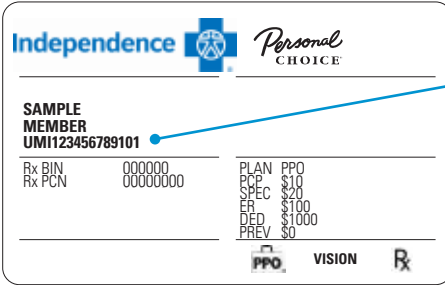 Independence
Personal
CHOICE
SAMPLE
MEMBER
UMI123456789101
Rx BIN 000000
Rx PCN 00000000
PLAN PPO
PCP $10
SPEC $20
ER $100
DED $1000
PREV $0
PPO VISION Rx